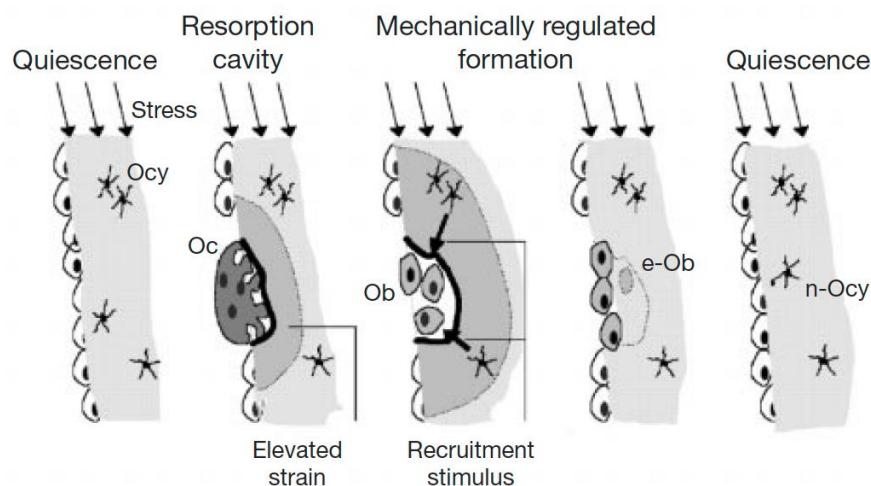 Quiescence
Resorption
cavity
Mechanically regulated
formation
Quiescence
Stress
Ocy
Oc
Ob
e-Ob
n-Ocy
Elevated
strain
Recruitment
stimulus